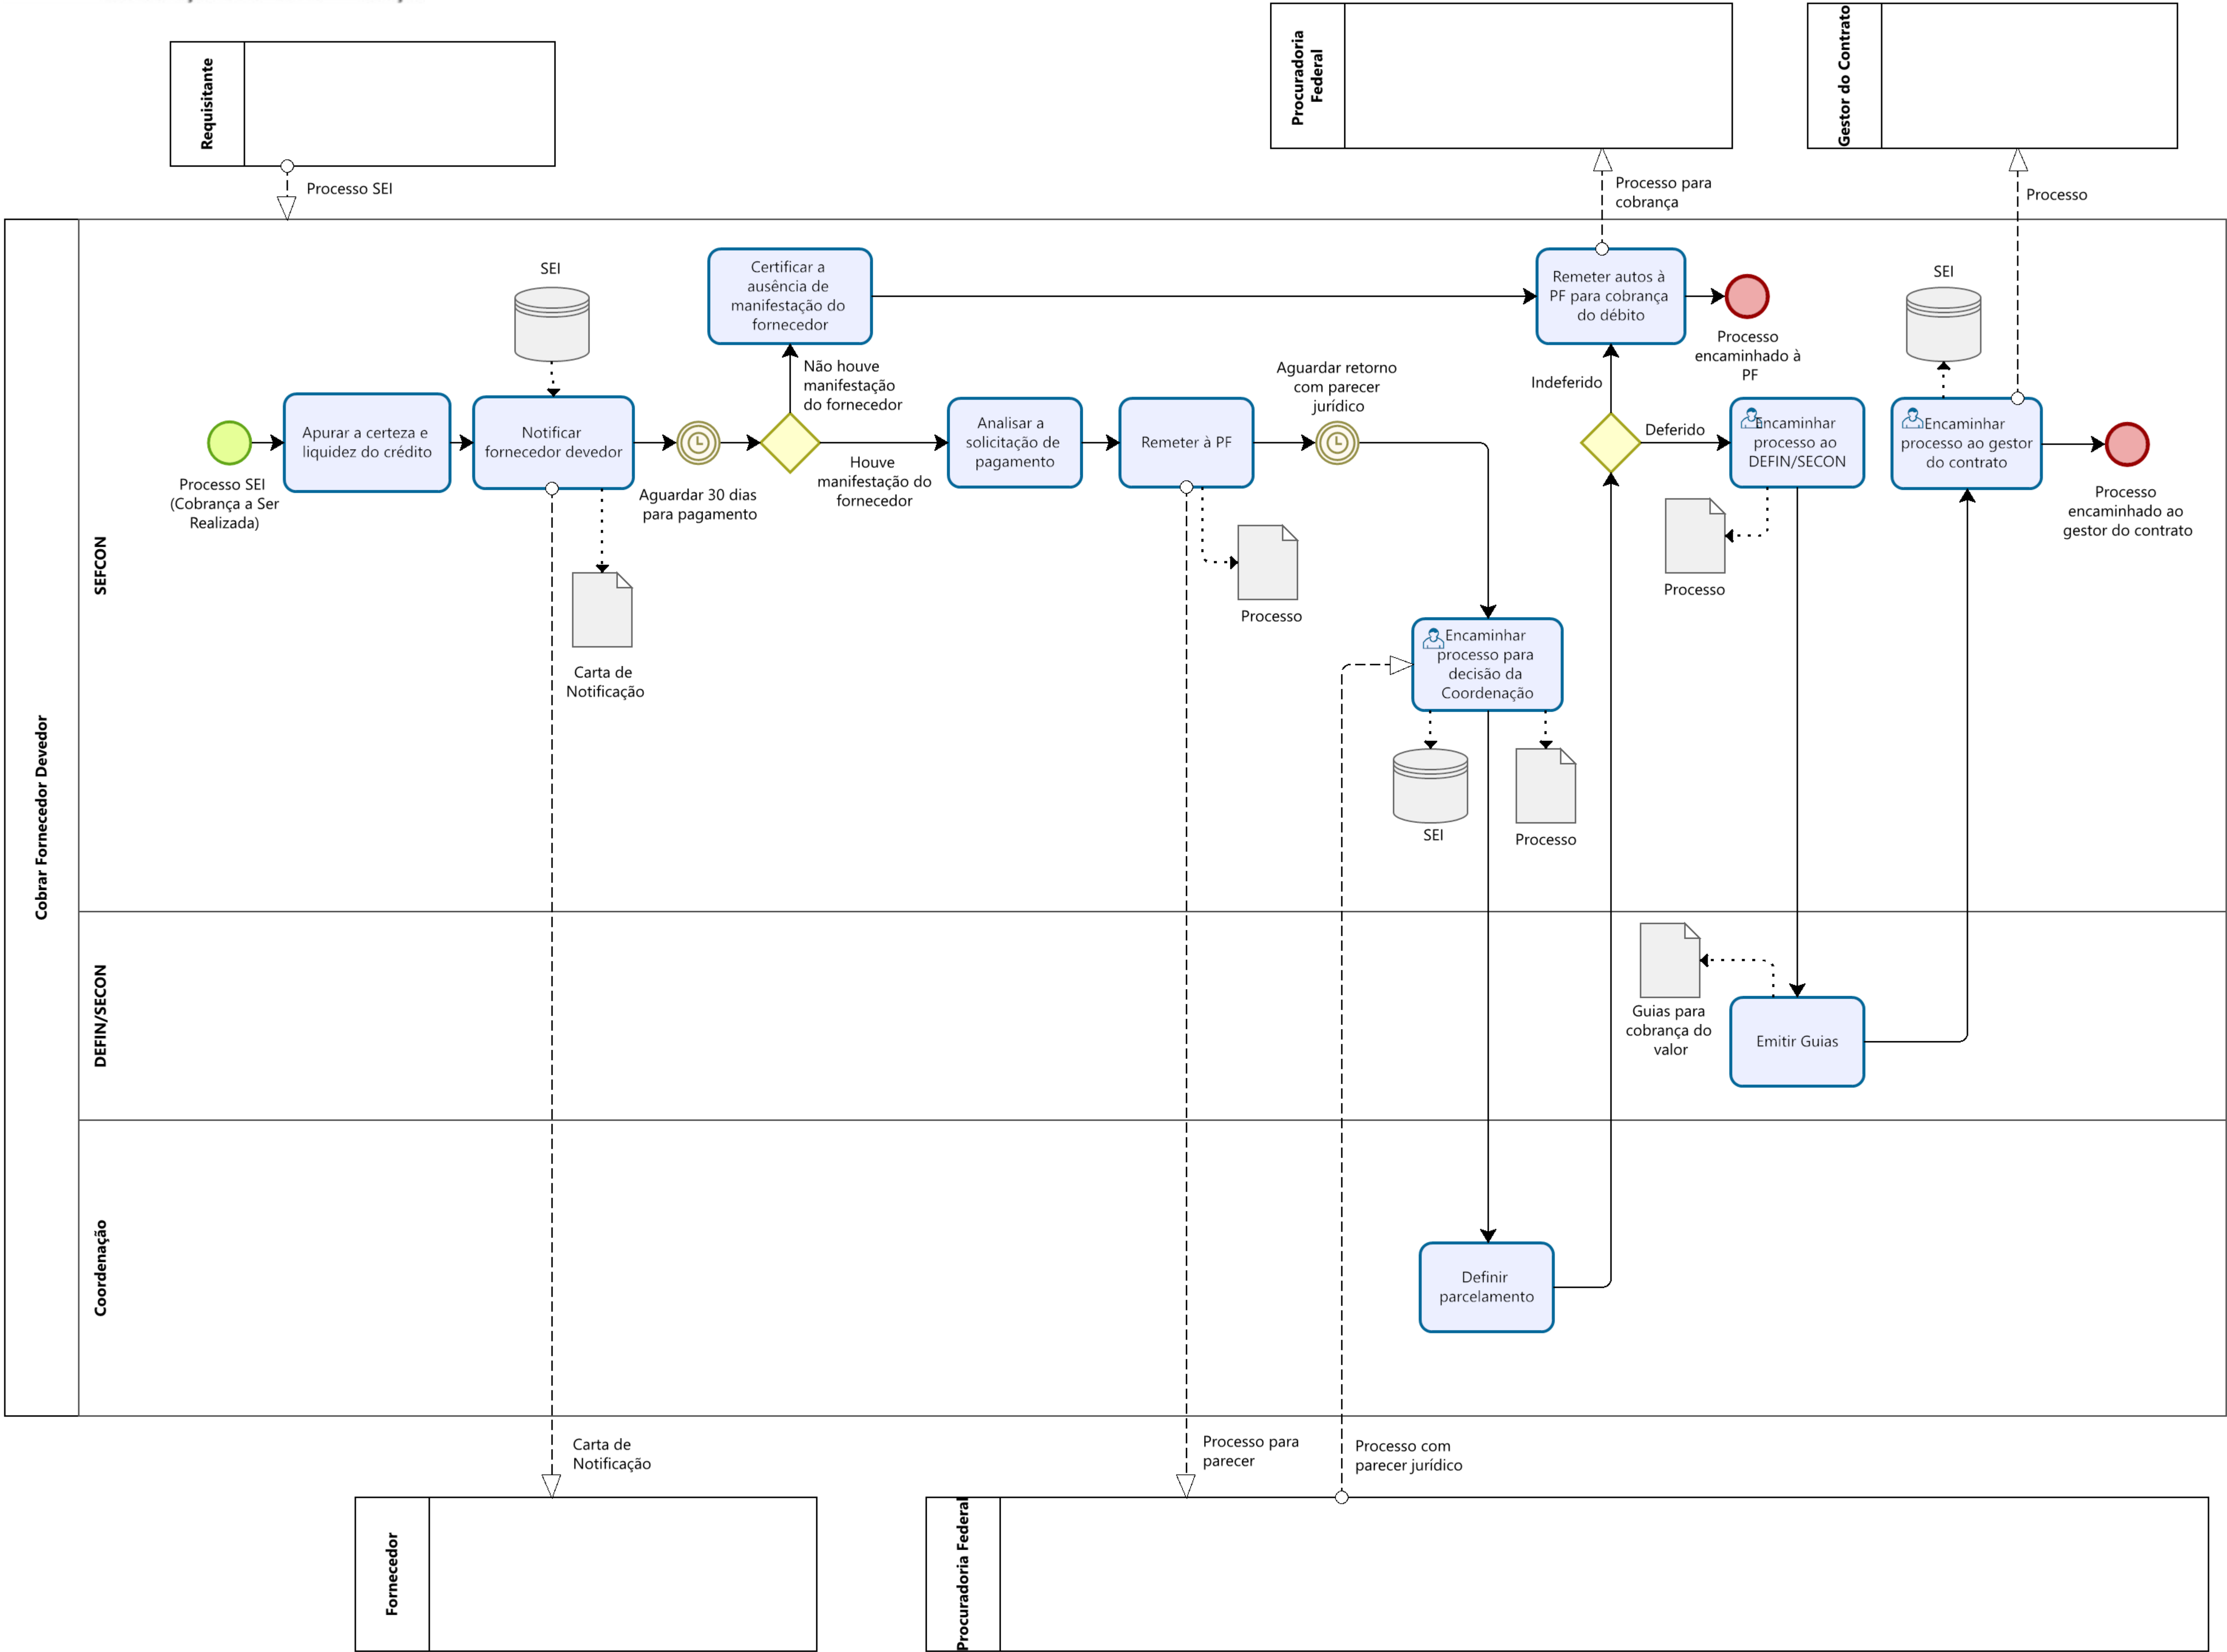 Requisitante
Procuradoria
Federal
Gestor do Contrato
Processo SEI
Processo para
cobrança
Processo
Cobrar Fornecedor Devedor
SEFCON
SEI
Certificar a
ausência de
manifestação do
fornecedor
Remeter autos à
PF para cobrança
do débito
Processo
encaminhado à
PF
SEI
Não houve
manifestação
do fornecedor
Aguardar retorno
com parecer
jurídico
Indeferido
Processo SEI
(Cobrança a Ser
Realizada)
Apurar a certeza e
liquidez do crédito
Notificar
fornecedor devedor
Aguardar 30 dias
para pagamento
Houve
manifestação do
fornecedor
Analisar a
solicitação de
pagamento
Remeter à PF
Deferido
Encaminhar
processo ao
DEFIN/SECON
Encaminhar
processo ao gestor
do contrato
Processo
encaminhado ao
gestor do contrato
Carta de
Notificação
Processo
Processo
Encaminhar
processo para
decisão da
Coordenação
SEI
Processo
DEFIN/SECON
Guias para
cobrança do
valor
Emitir Guias
Coordenação
Definir
parcelamento
Carta de
Notificação
Processo para
parecer
Processo com
parecer jurídico
Fornecedor
Procuradoria Federal